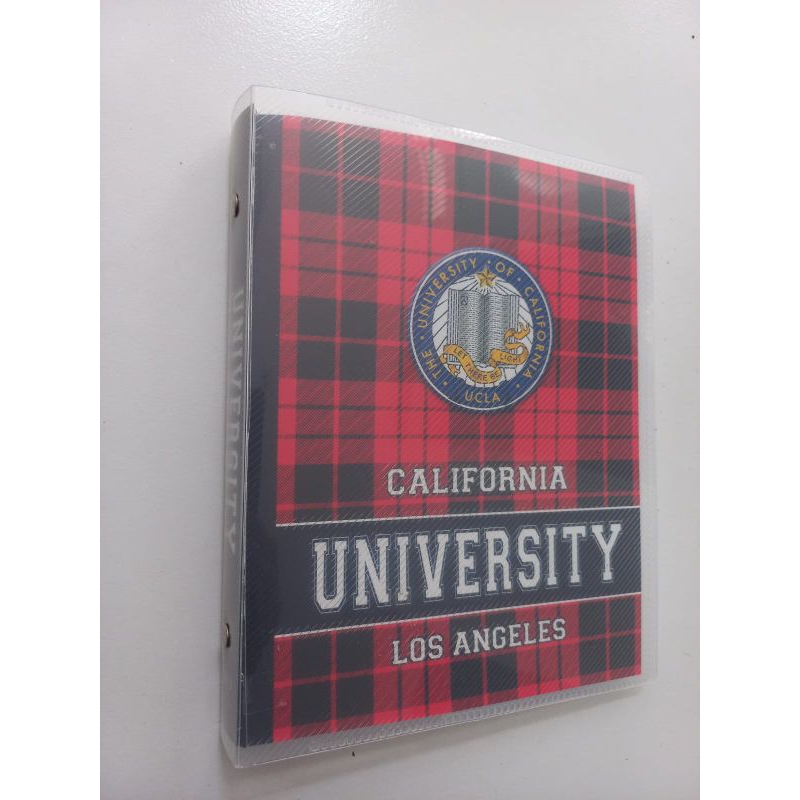 THE · UNIVERSITY · OF · CALIFORNIA ·
LET THERE BE LIGHT
UCLA
CALIFORNIA
UNIVERSITY
LOS ANGELES
UNIVERSITY